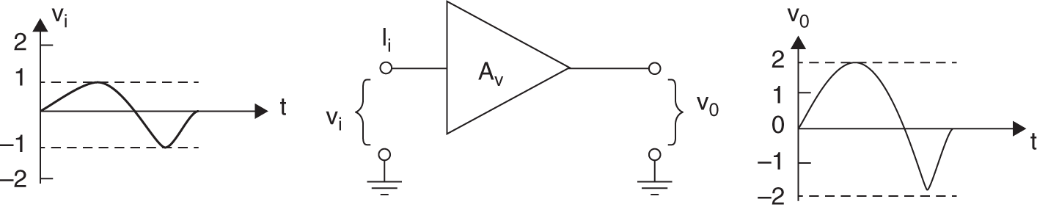 vᵢ
2
1
–1
–2
t
Iᵢ
Aᵥ
vᵢ
v₀
v₀
2
1
0
–1
–2
t